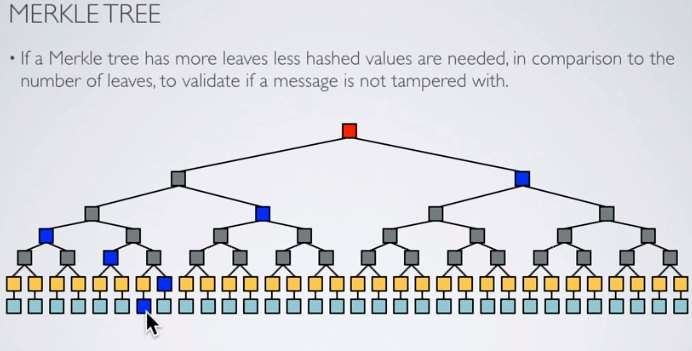 MERKLE TREE
• If a Merkle tree has more leaves less hashed values are needed, in comparison to the
number of leaves, to validate if a message is not tampered with.